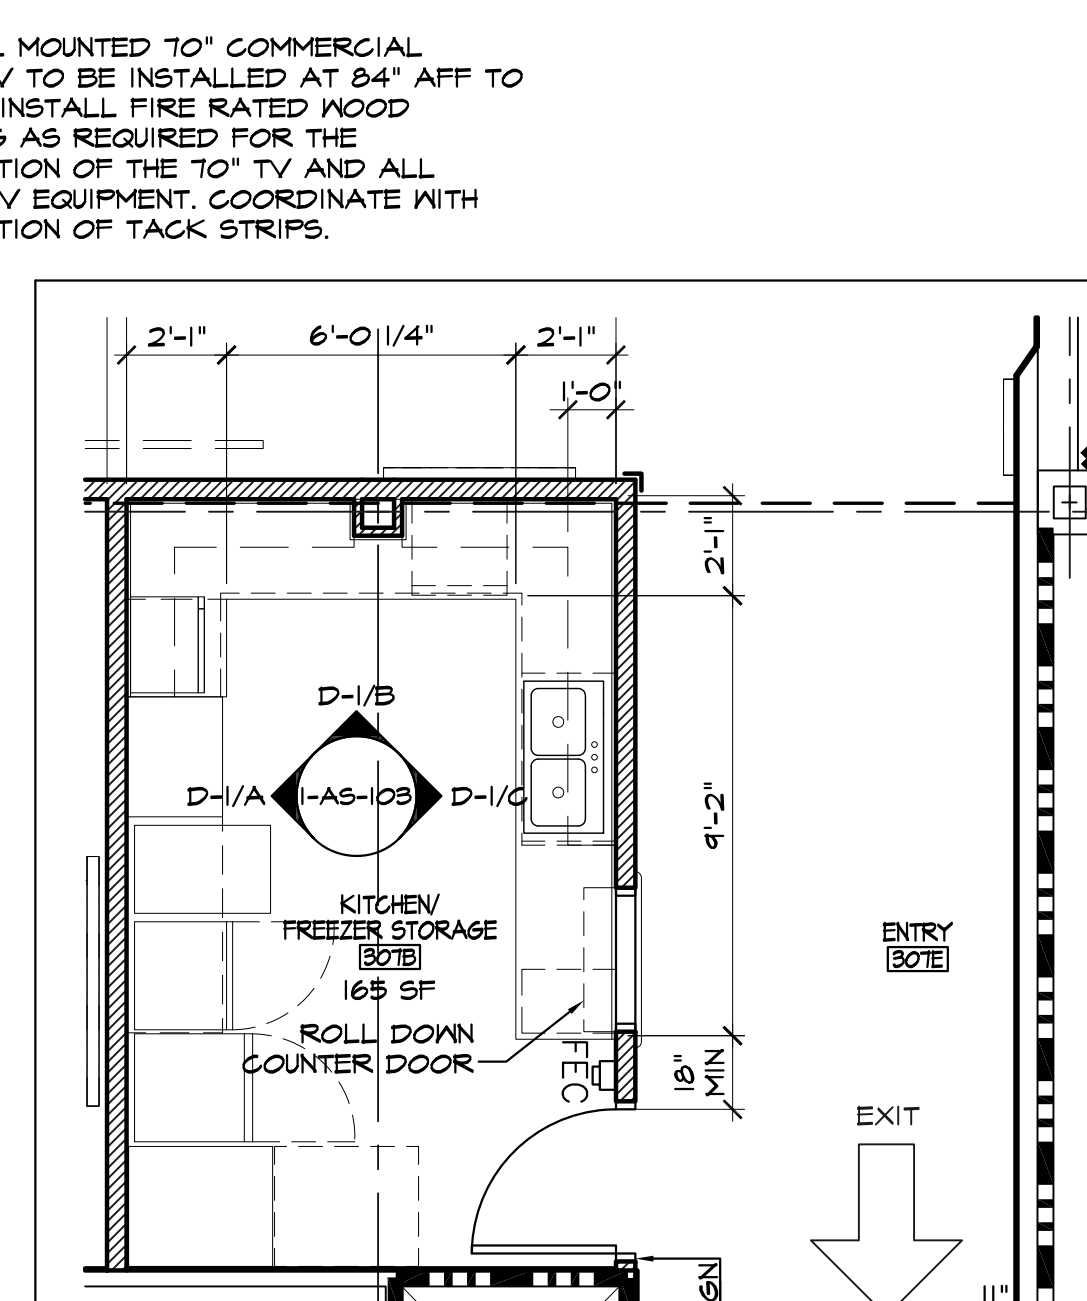 MOUNTED 70" COMMERCIAL
TO BE INSTALLED AT 84" AFF TO
INSTALL FIRE RATED WOOD
AS REQUIRED FOR THE
TION OF THE 70" TV AND ALL
V EQUIPMENT. COORDINATE WITH
TION OF TACK STRIPS.
2'-1"
6'-0 1/4"
2'-1"
1'-0"
2'-1"
D-1/B
D-1/A
1-AS-103
D-1/C
9'-2"
KITCHEN/
FREEZER STORAGE
307B
165 SF
ROLL DOWN
COUNTER DOOR
FEC
18"
MIN
ENTRY
307E
EXIT
GN